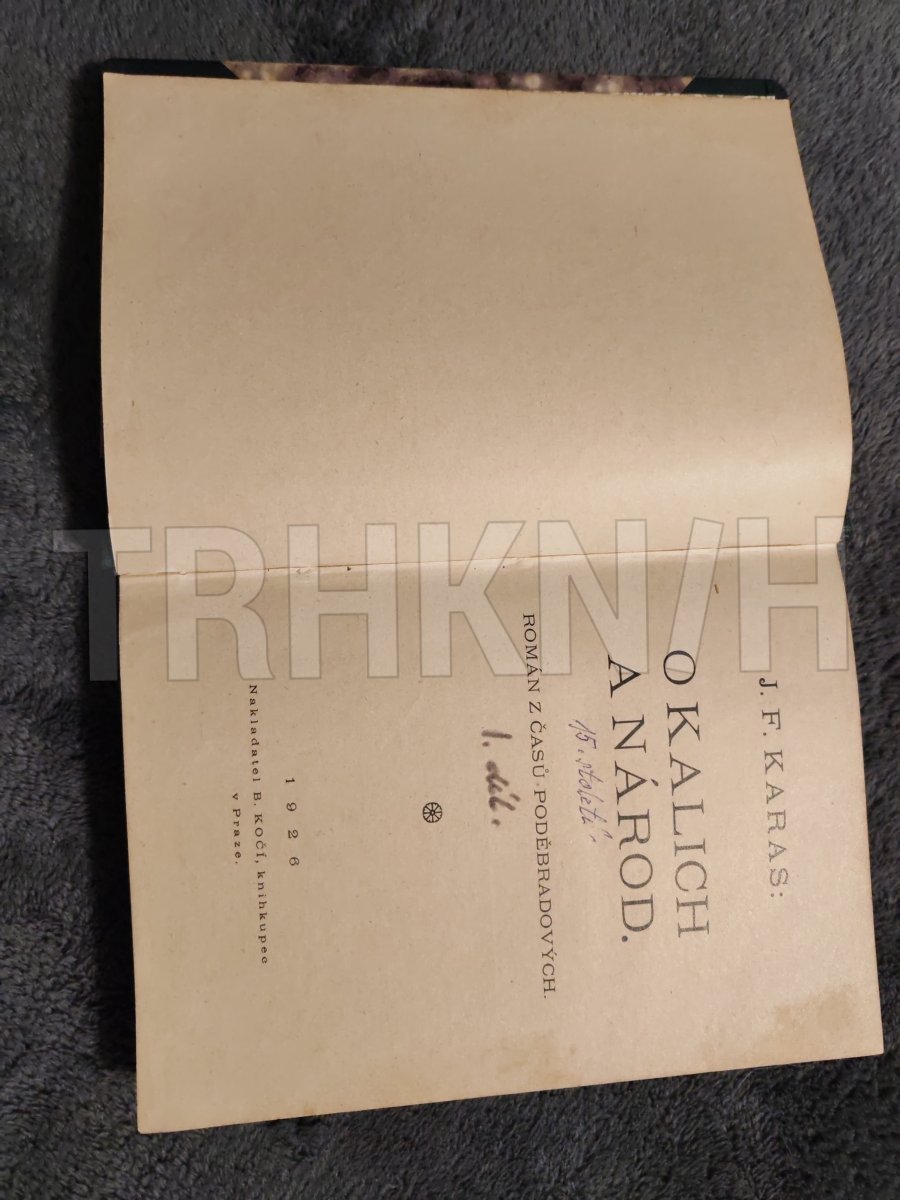 J. F. KARAS:
O KALICH
A NÁROD.
15. století.
ROMÁN Z ČASŮ PODĚBRADOVÝCH.
1. díl.
1926
Nakladatel B. KOČÍ, knihkupec
v Praze.
TRHKNIH